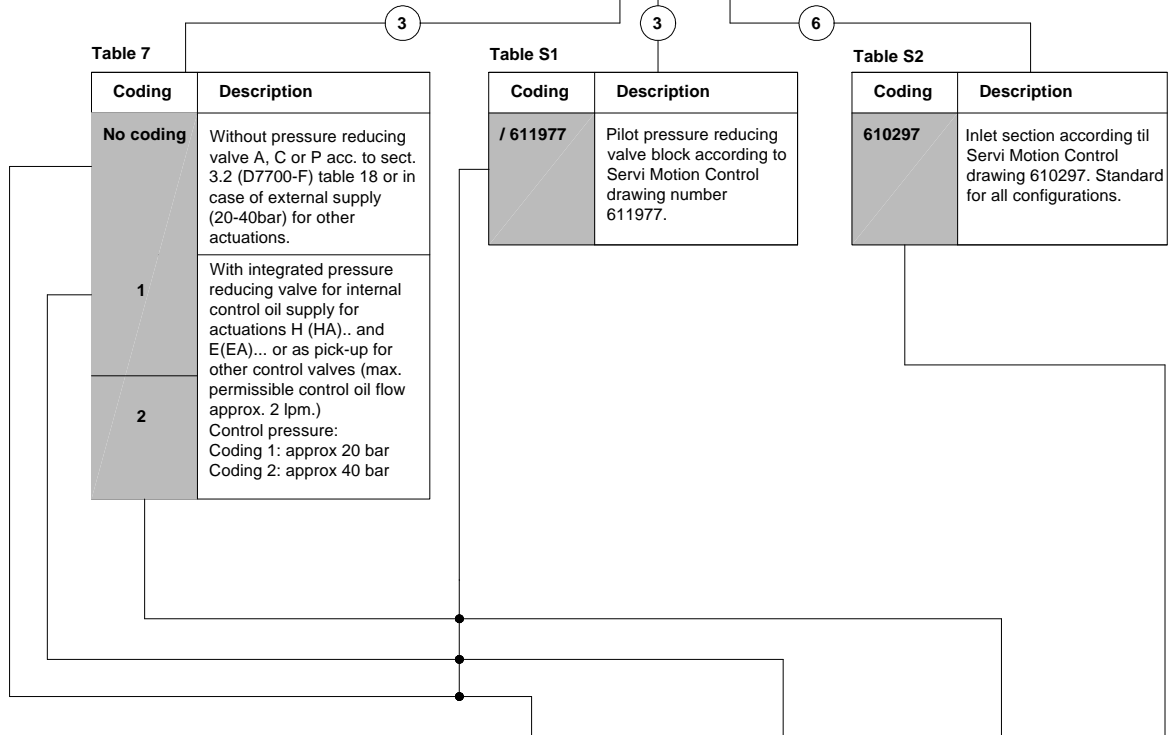 3
3
6
Table 7
Coding
Description
No coding
Without pressure reducing
valve A, C or P acc. to sect.
3.2 (D7700-F) table 18 or in
case of external supply
(20-40bar) for other
actuations.
1
With integrated pressure
reducing valve for internal
control oil supply for
actuations H (HA).. and
E(EA)... or as pick-up for
other control valves (max.
permissible control oil flow
approx. 2 lpm.)
Control pressure:
Coding 1: approx 20 bar
Coding 2: approx 40 bar
2
Table S1
Coding
Description
/ 611977
Pilot pressure reducing
valve block according to
Servi Motion Control
drawing number
611977.
Table S2
Coding
Description
610297
Inlet section according til
Servi Motion Control
drawing 610297. Standard
for all configurations.